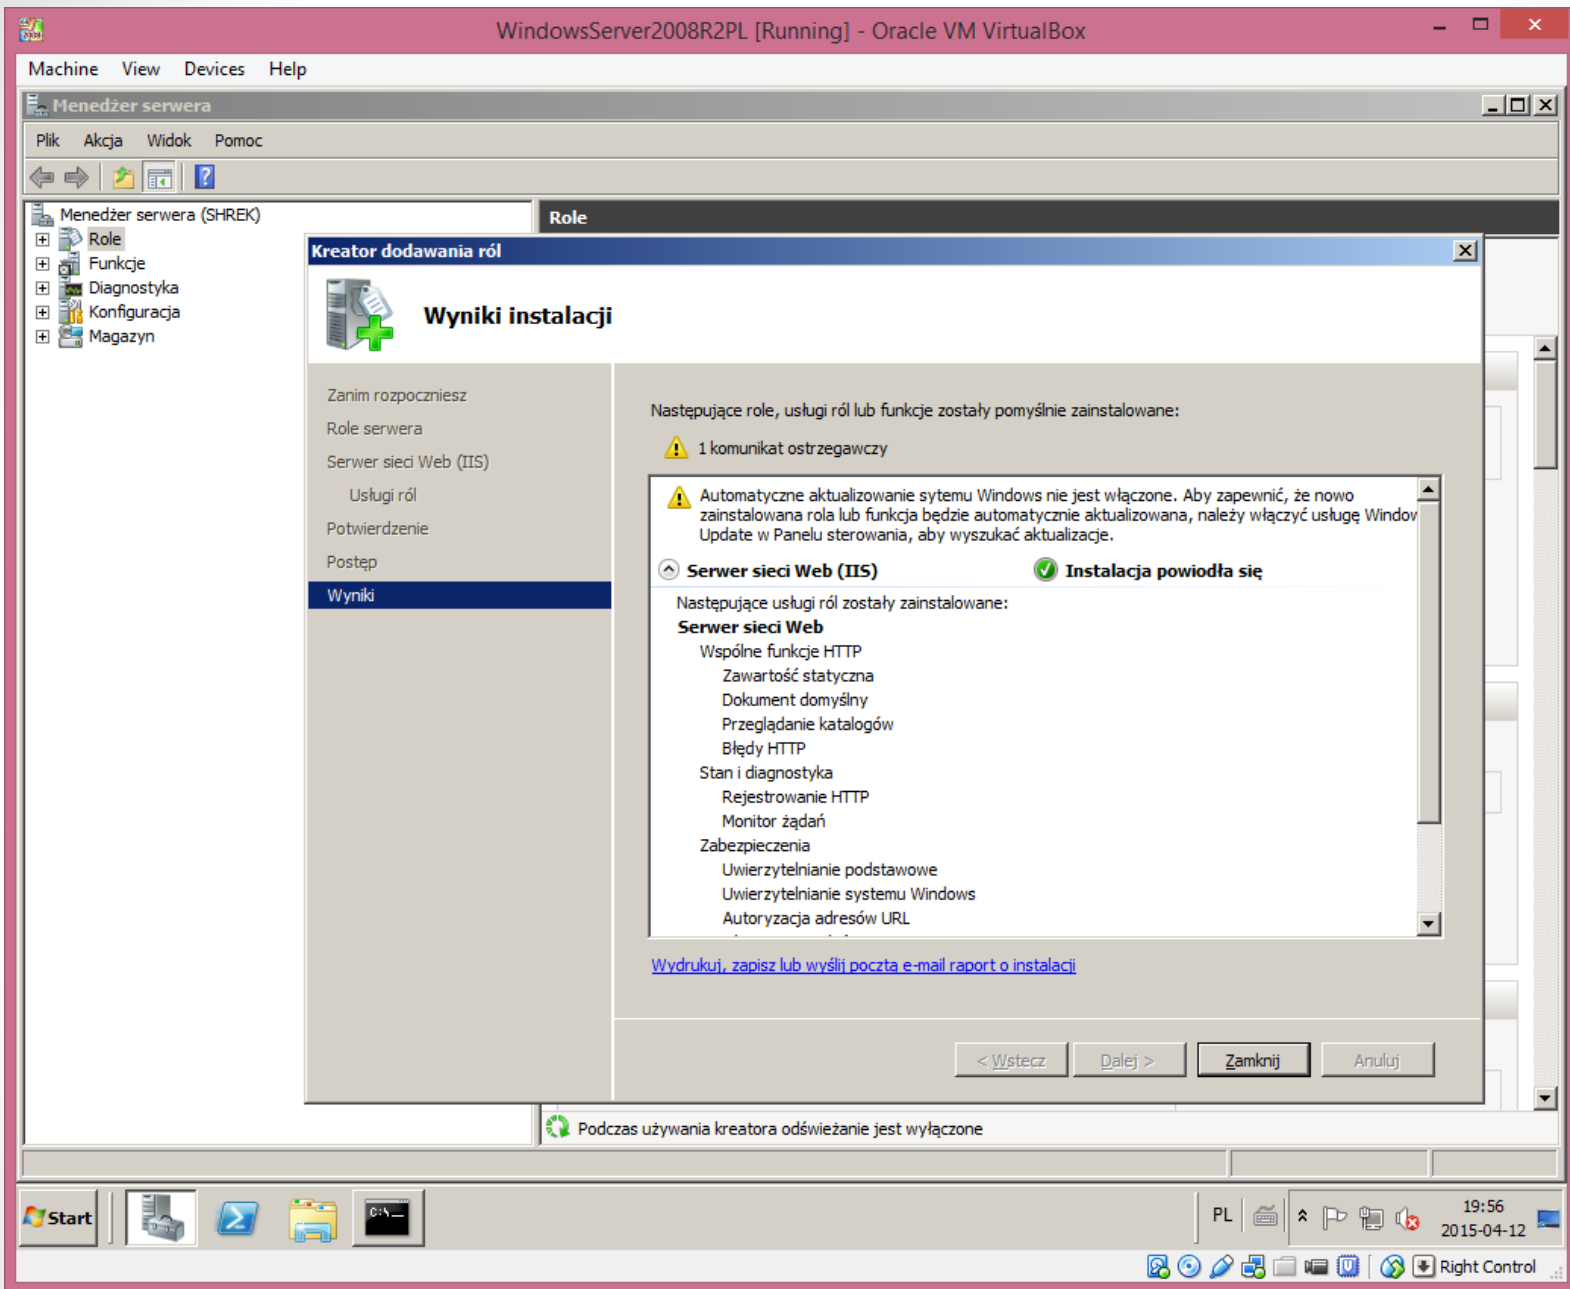 WindowsServer2008R2PL [Running] - Oracle VM VirtualBox
Machine View Devices Help
Menedżer serwera
Plik Akcja Widok Pomoc
Menedżer serwera (SHREK)
Role
Funkcje
Diagnostyka
Konfiguracja
Magazyn
Role
Kreator dodawania ról
Wyniki instalacji
Zanim rozpoczniesz
Role serwera
Serwer sieci Web (IIS)
Usługi ról
Potwierdzenie
Postęp
Wyniki
Następujące role, usługi ról lub funkcje zostały pomyślnie zainstalowane:
1 komunikat ostrzegawczy
Automatyczne aktualizowanie sytemu Windows nie jest włączone. Aby zapewnić, że nowo
zainstalowana rola lub funkcja będzie automatycznie aktualizowana, należy włączyć usługę Window
Update w Panelu sterowania, aby wyszukać aktualizacje.
Serwer sieci Web (IIS) Instalacja powiodła się
Następujące usługi ról zostały zainstalowane:
Serwer sieci Web
Wspólne funkcje HTTP
Zawartość statyczna
Dokument domyślny
Przeglądanie katalogów
Błędy HTTP
Stan i diagnostyka
Rejestrowanie HTTP
Monitor żądań
Zabezpieczenia
Uwierzytelnianie podstawowe
Uwierzytelnianie systemu Windows
Autoryzacja adresów URL
Wydrukuj, zapisz lub wyślij pocztą e-mail raport o instalacji
< Wstecz Dalej > Zamknij Anuluj
Podczas używania kreatora odświeżanie jest wyłączone
Start
C:\
PL
19:56
2015-04-12
Right Control